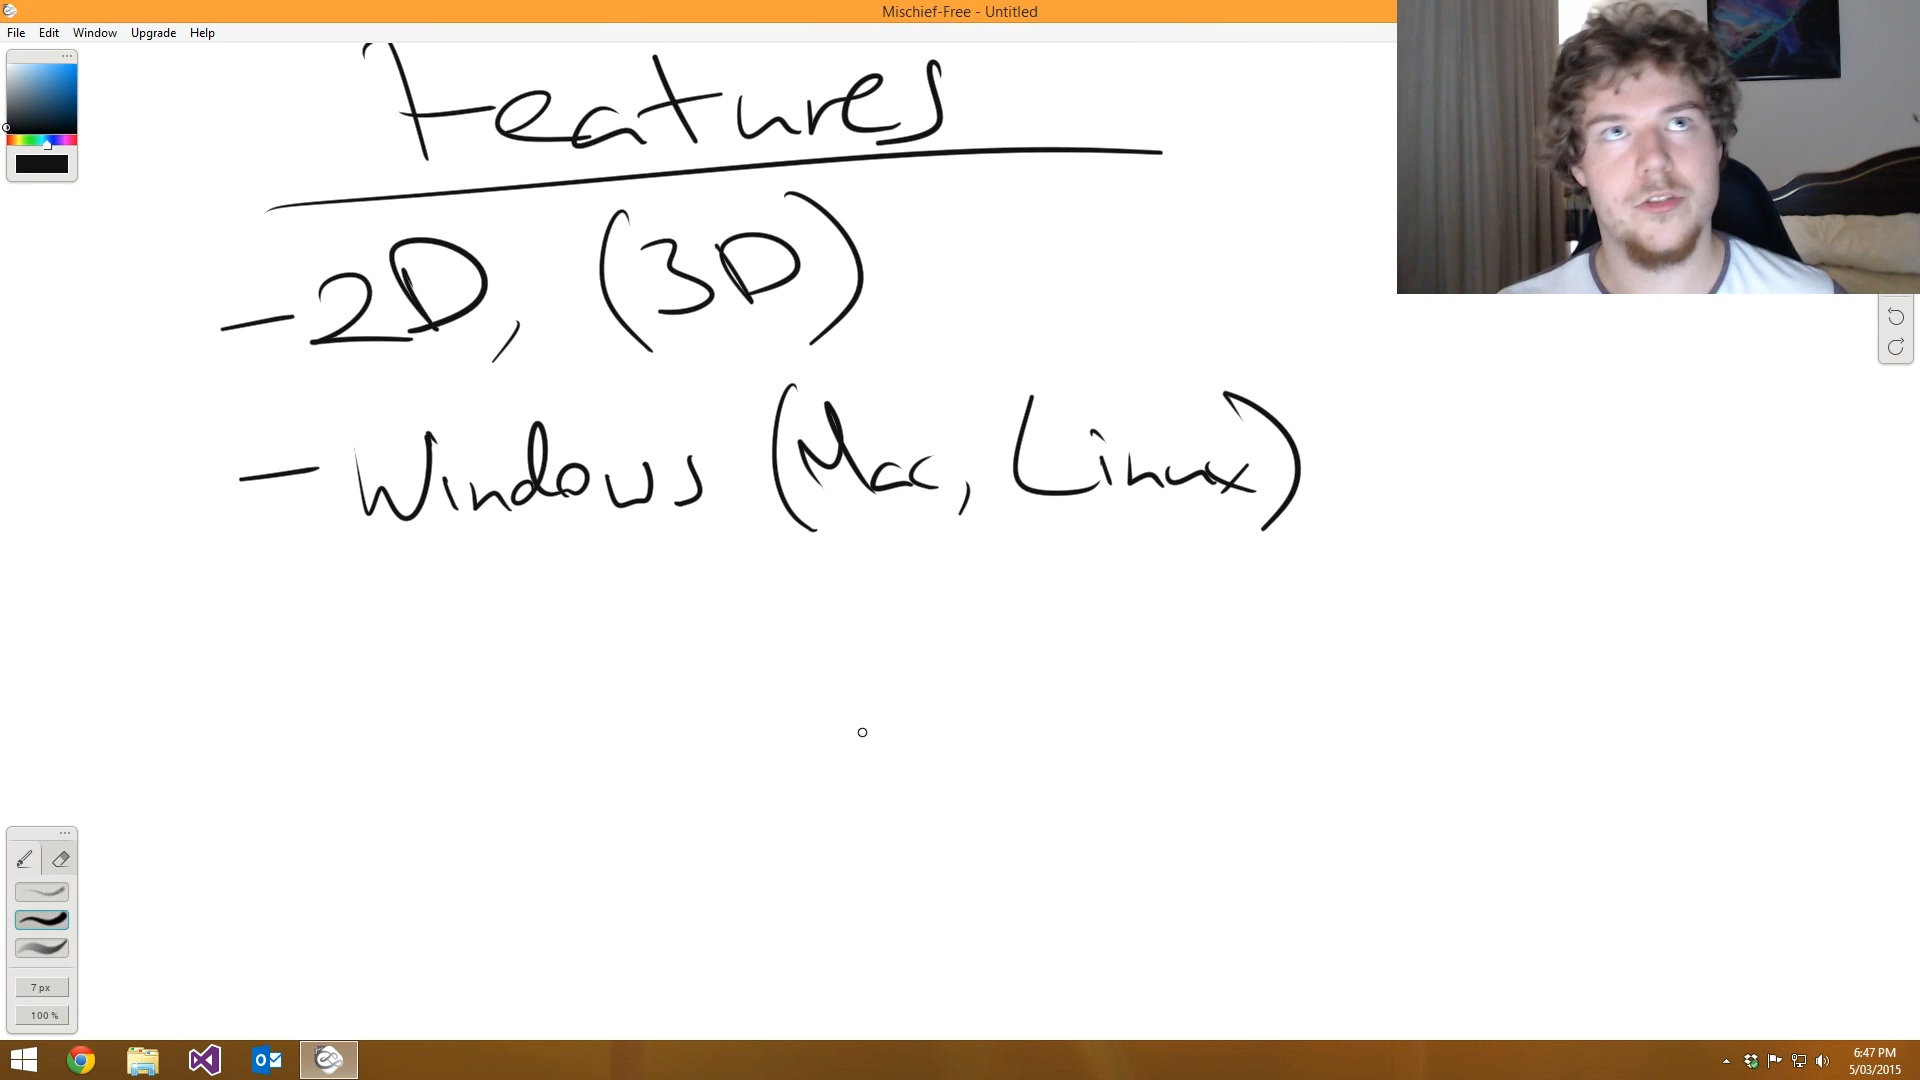 Mischief-Free - Untitled
File Edit Window Upgrade Help
Features
- 2D, (3D)
- Windows (Mac, Linux)
7 px
100 %
6:47 PM
5/03/2015